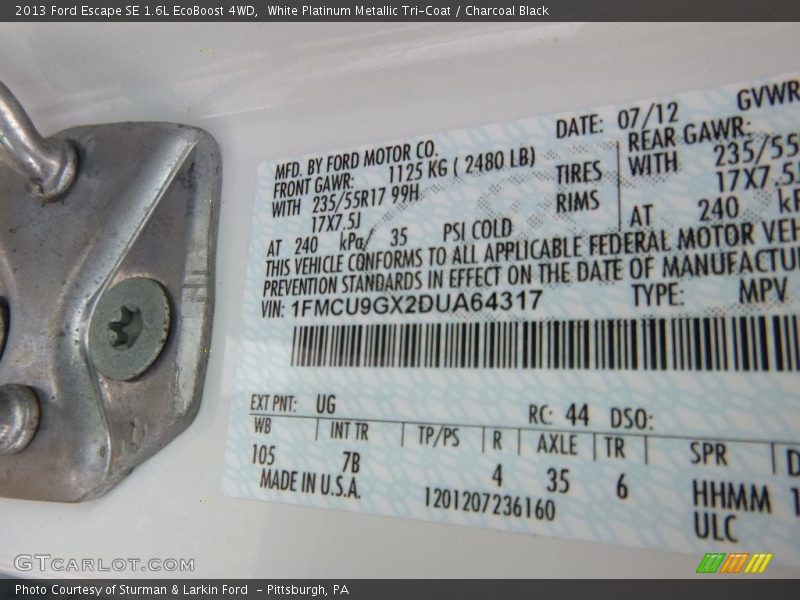 2013 Ford Escape SE 1.6L EcoBoost 4WD,  White Platinum Metallic Tri-Coat / Charcoal Black
MFD. BY FORD MOTOR CO.
DATE: 07/12
GVWR
FRONT GAWR: 1125 KG ( 2480 LB)
REAR GAWR:
WITH 235/55R17 99H
TIRES
WITH 235/55
17X7.5J
RIMS
17X7.5J
AT 240 kPa/ 35 PSI COLD
AT 240 kP
THIS VEHICLE CONFORMS TO ALL APPLICABLE FEDERAL MOTOR VEH
PREVENTION STANDARDS IN EFFECT ON THE DATE OF MANUFACTU
VIN: 1FMCU9GX2DUA64317
TYPE: MPV
EXT PNT: UG
RC: 44 DSO:
WB INT TR TP/PS R AXLE TR SPR D
105 7B 4 35 6 HHMM 1
MADE IN U.S.A.
1201207236160
ULC
GTCARLOT.COM
Photo Courtesy of Sturman & Larkin Ford  - Pittsburgh, PA